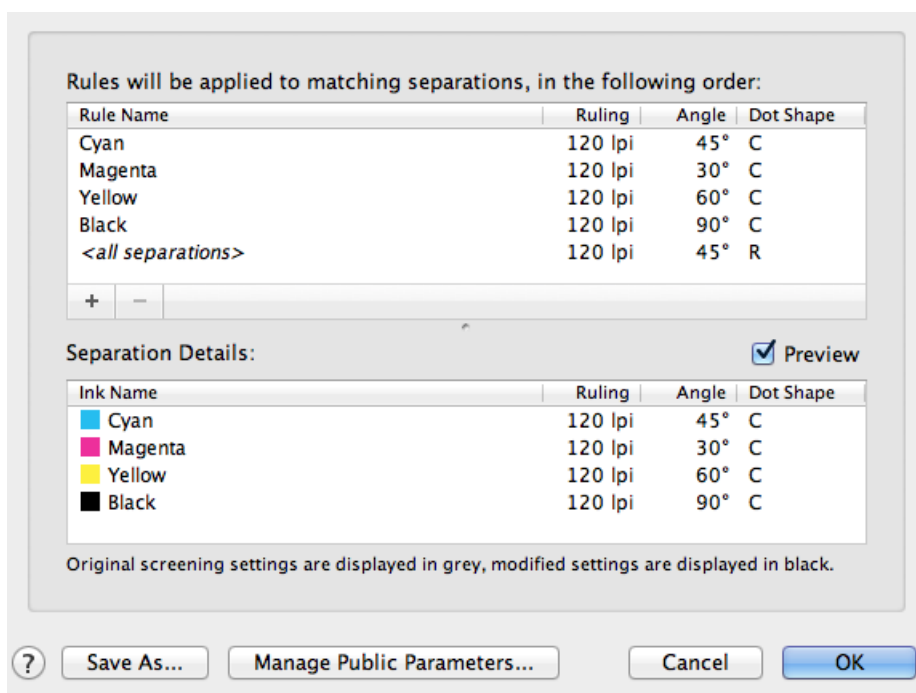 Rules will be applied to matching separations, in the following order:
Rule Name Ruling Angle Dot Shape
Cyan 120 lpi 45° C
Magenta 120 lpi 30° C
Yellow 120 lpi 60° C
Black 120 lpi 90° C
<all separations> 120 lpi 45° R
+ −
Separation Details: Preview
Ink Name Ruling Angle Dot Shape
Cyan 120 lpi 45° C
Magenta 120 lpi 30° C
Yellow 120 lpi 60° C
Black 120 lpi 90° C
Original screening settings are displayed in grey, modified settings are displayed in black.
? Save As... Manage Public Parameters... Cancel OK